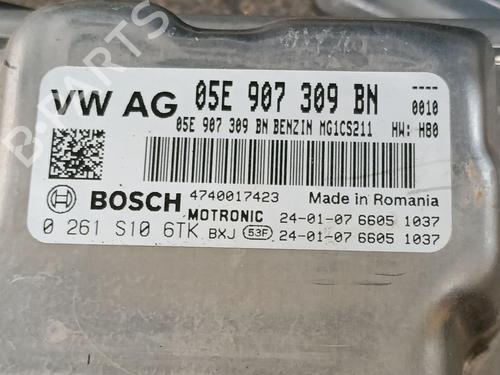 VW AG 05E 907 309 BN ----
0010
05E 907 309 BN BENZIN MG1CS211 HW: H80
BOSCH 4740017423 Made in Romania
MOTRONIC 24-01-07 6605 1037
0 261 S10 6TK BXJ 53F 24-01-07 6605 1037
B-PARTS